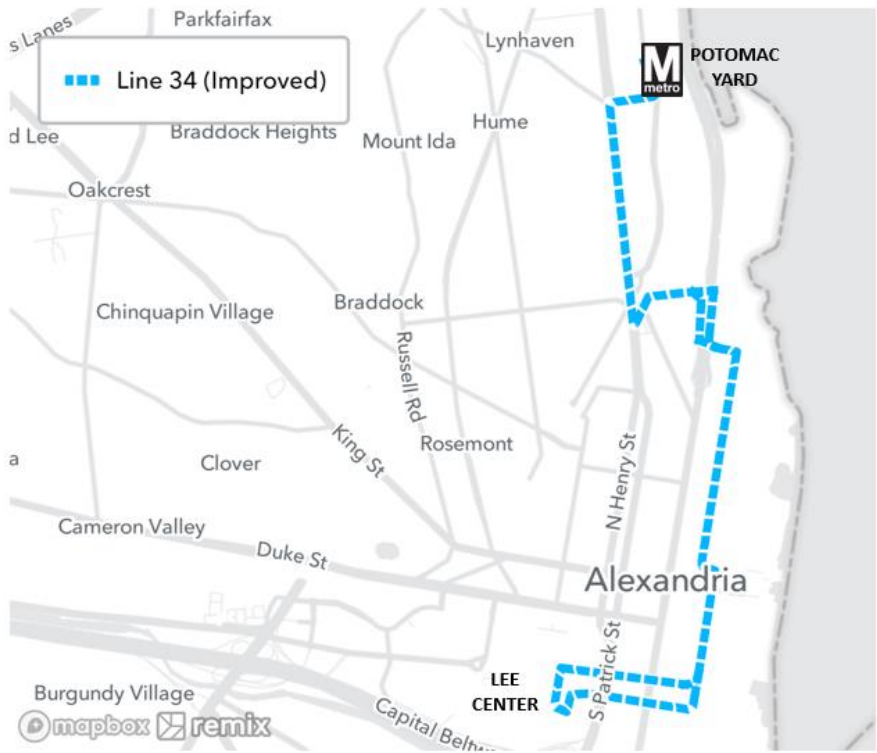 s Lanes
Parkfairfax
Line 34 (Improved)
Lynhaven
M
metro
POTOMAC
YARD
d Lee
Braddock Heights
Mount Ida
Hume
Oakcrest
Chinquapin Village
Braddock
Russell Rd
King St
Rosemont
a
Clover
N Henry St
Cameron Valley
Duke St
Alexandria
LEE
CENTER
S Patrick St
Burgundy Village
Capital Beltw
mapbox remix